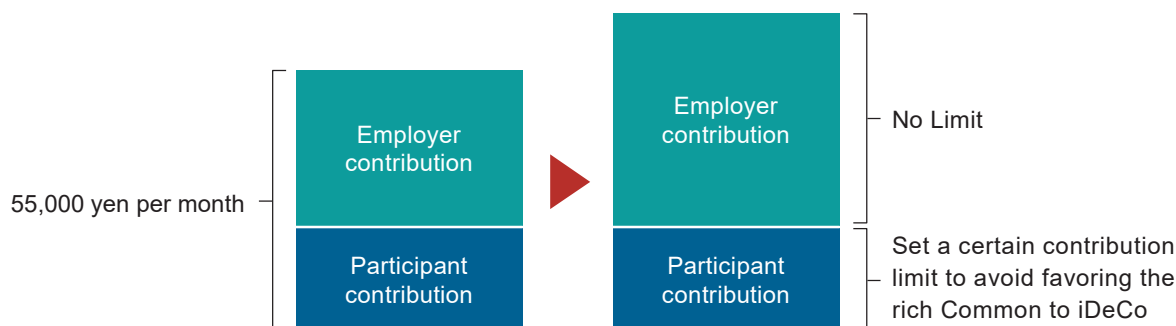 55,000 yen per month
Employer
contribution
Participant
contribution
Employer
contribution
Participant
contribution
No Limit
Set a certain contribution
limit to avoid favoring the
rich Common to iDeCo